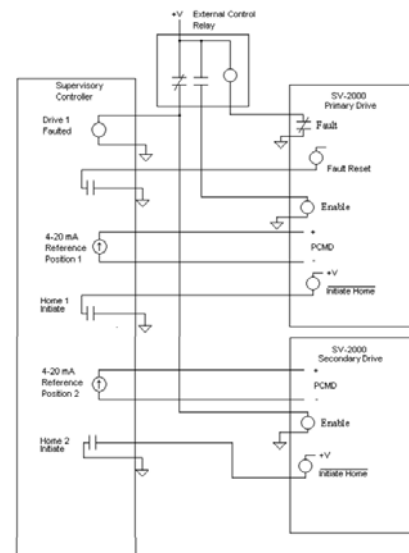 +V
External Control
Relay
Supervisory
Controller
SV-2000
Primary Drive
Drive 1
Faulted
Fault
Fault Reset
Enable
4-20 mA
Reference
Position 1
+
PCMD
-
+V
Initiate Home
Home 1
Initiate
SV-2000
Secondary Drive
4-20 mA
Reference
Position 2
+
PCMD
-
Enable
Home 2
Initiate
+V
Initiate Home